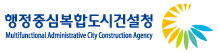 행정중심복합도시건설청
Multifunctional Administrative City Construction Agency